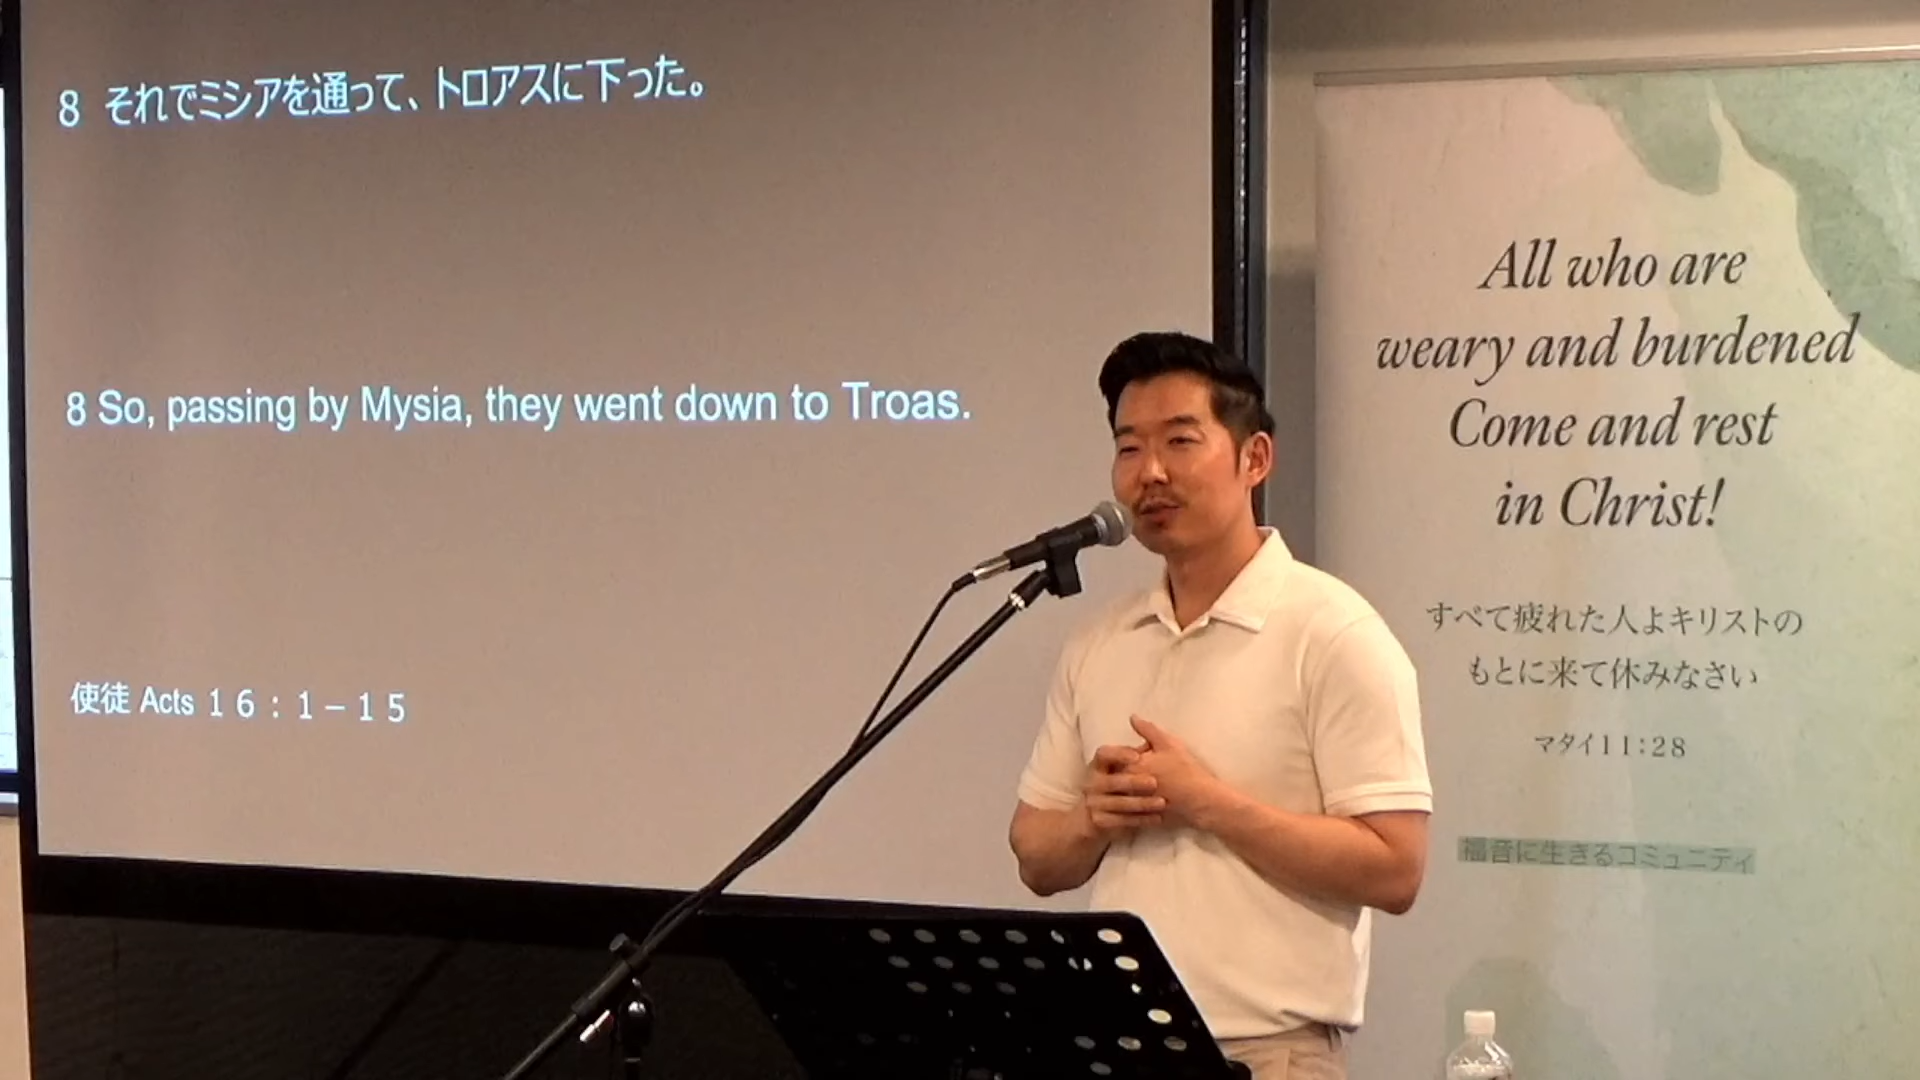 8 それでミシアを通って、トロアスに下った。
8 So, passing by Mysia, they went down to Troas.
使徒 Acts １６：１－１５
All who are
weary and burdened
Come and rest
in Christ!
すべて疲れた人よキリストの
もとに来て休みなさい
マタイ11:28
福音に生きるコミュニティ